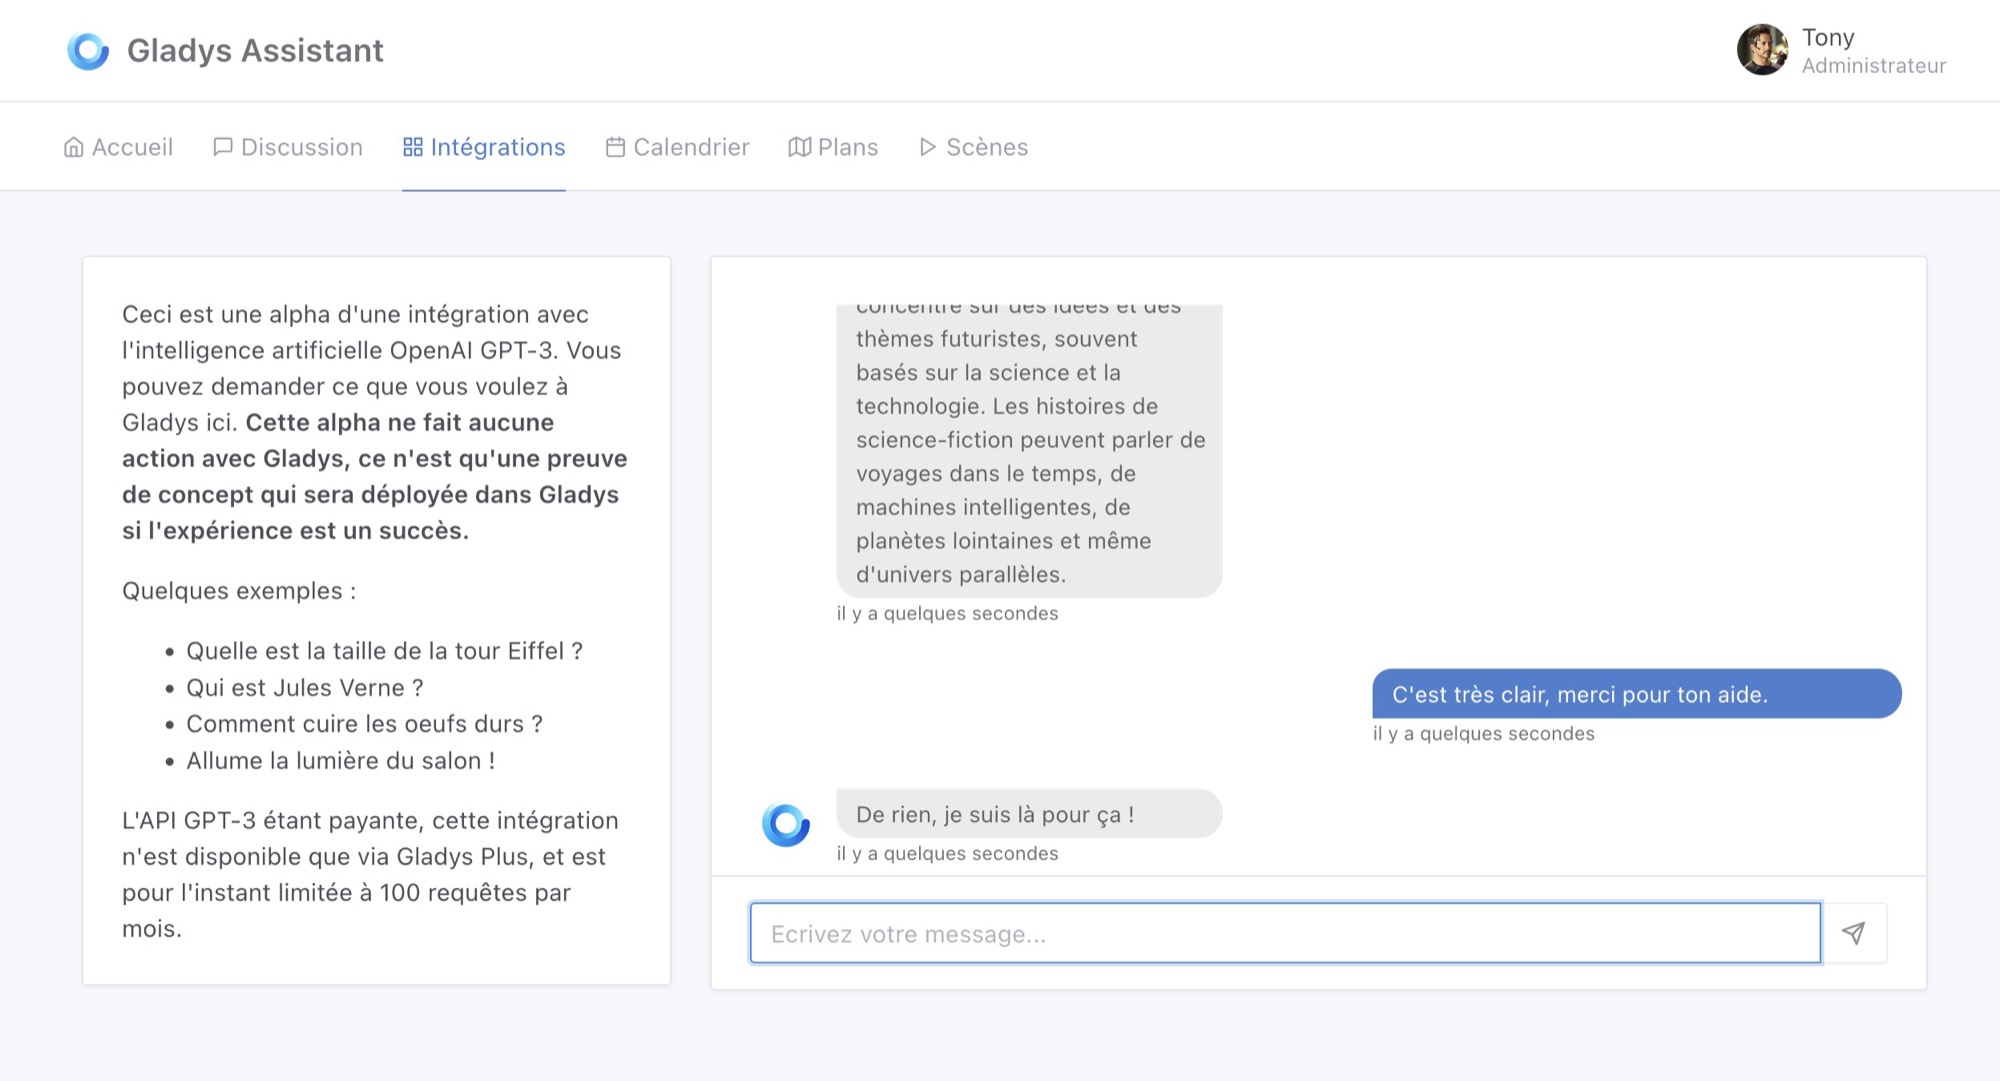 Gladys Assistant
Tony
Administrateur
Accueil
Discussion
Intégrations
Calendrier
Plans
Scènes
Ceci est une alpha d'une intégration avec
l'intelligence artificielle OpenAI GPT-3. Vous
pouvez demander ce que vous voulez à
Gladys ici. Cette alpha ne fait aucune
action avec Gladys, ce n'est qu'une preuve
de concept qui sera déployée dans Gladys
si l'expérience est un succès.
Quelques exemples :
Quelle est la taille de la tour Eiffel ?
Qui est Jules Verne ?
Comment cuire les oeufs durs ?
Allume la lumière du salon !
L'API GPT-3 étant payante, cette intégration
n'est disponible que via Gladys Plus, et est
pour l'instant limitée à 100 requêtes par
mois.
concentre sur des idées et des
thèmes futuristes, souvent
basés sur la science et la
technologie. Les histoires de
science-fiction peuvent parler de
voyages dans le temps, de
machines intelligentes, de
planètes lointaines et même
d'univers parallèles.
il y a quelques secondes
C'est très clair, merci pour ton aide.
il y a quelques secondes
De rien, je suis là pour ça !
il y a quelques secondes
Ecrivez votre message...